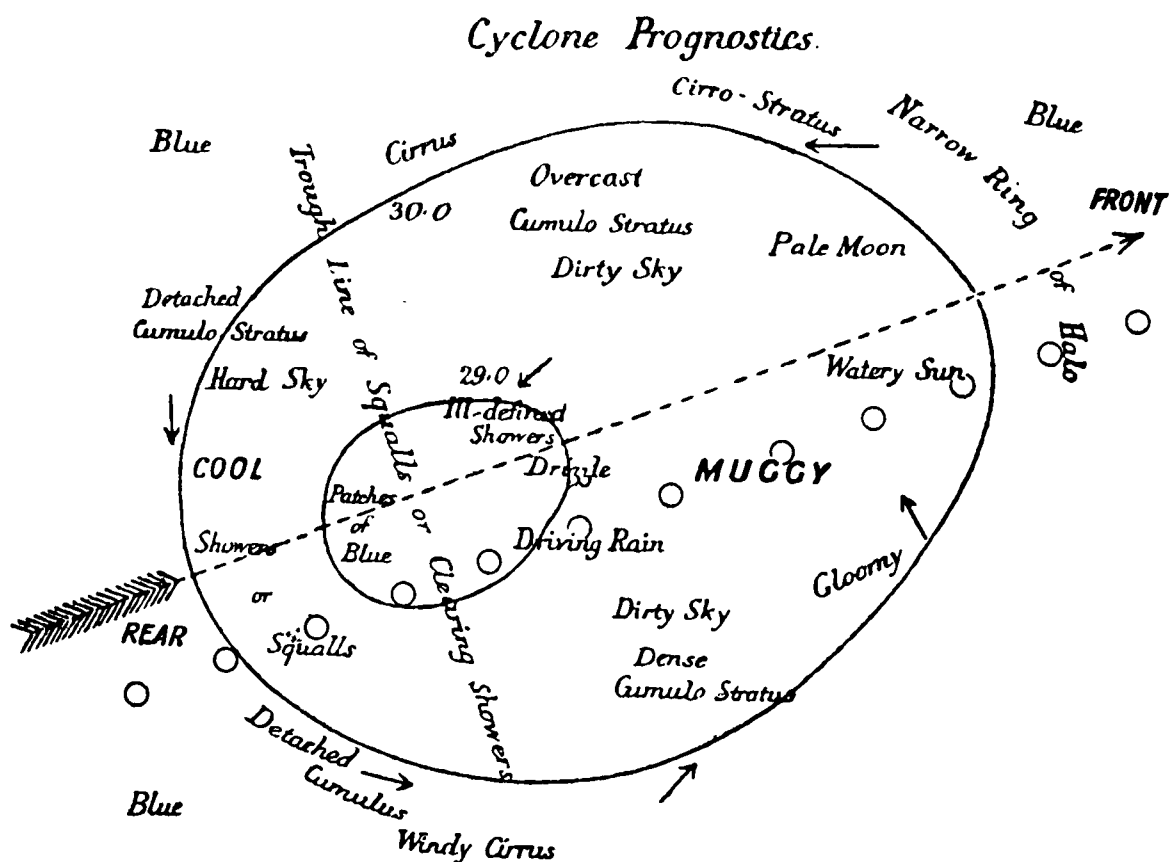 Cyclone Prognostics.
Cirro-Stratus
Narrow Ring of Halo
Blue
Blue
Cirrus
Trough Line of Squalls or Clearing Showers
30.0
Overcast
Cumulo Stratus
Dirty Sky
Pale Moon
FRONT
Detached
Cumulo Stratus
Hard Sky
29.0
Ill-defined
Showers
Drizzle
Watery Sun
COOL
MUGGY
Patches
of
Blue
Driving Rain
Showers
or
Squalls
Gloomy
REAR
Dirty Sky
Dense
Cumulo Stratus
Detached
Cumulus
Blue
Windy Cirrus